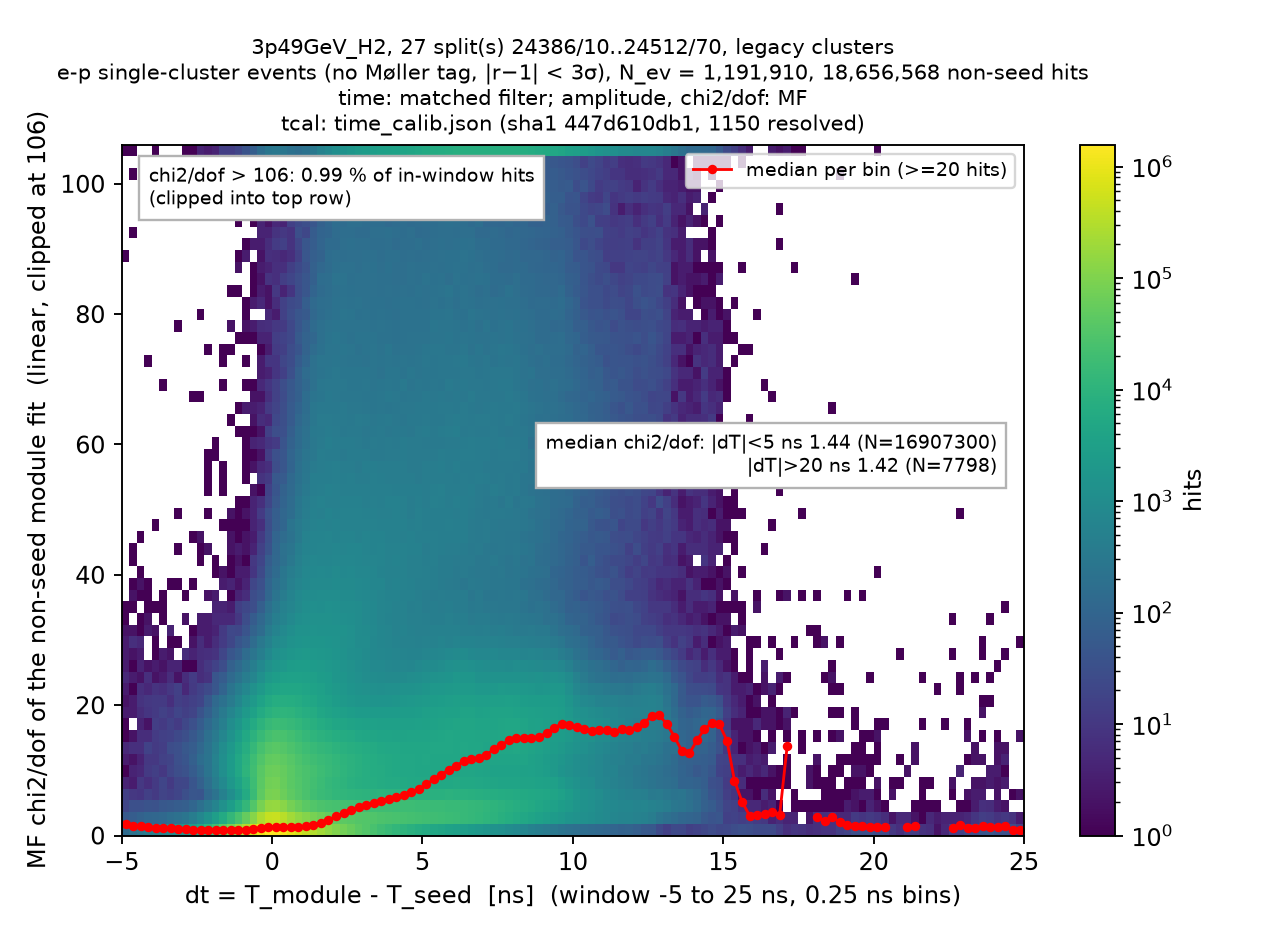 3p49GeV_H2, 27 split(s) 24386/10..24512/70, legacy clusters
e-p single-cluster events (no Møller tag, |r−1| < 3σ), N_ev = 1,191,910, 18,656,568 non-seed hits
time: matched filter; amplitude, chi2/dof: MF
tcal: time_calib.json (sha1 447d610db1, 1150 resolved)
chi2/dof > 106: 0.99 % of in-window hits
(clipped into top row)
median per bin (>=20 hits)
median chi2/dof: |dT|<5 ns 1.44 (N=16907300)
|dT|>20 ns 1.42 (N=7798)
MF chi2/dof of the non-seed module fit  (linear, clipped at 106)
100
80
60
40
20
0
−5
0
5
10
15
20
25
dt = T_module - T_seed  [ns]  (window -5 to 25 ns, 0.25 ns bins)
10⁶
10⁵
10⁴
10³
10²
10¹
10⁰
hits